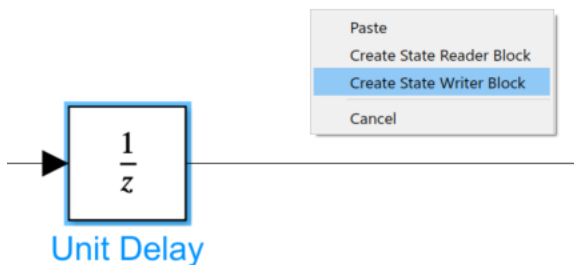 Paste
Create State Reader Block
Create State Writer Block
Cancel
1
z
Unit Delay